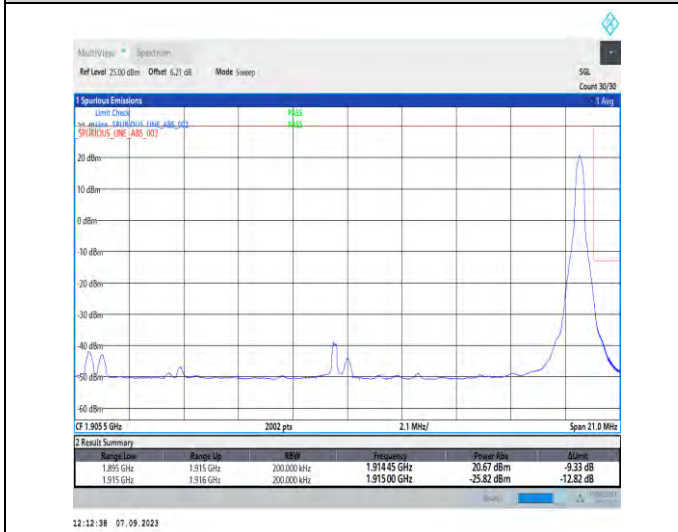 MultiView Spectrum
Ref Level 25.00 dBm Offset 6.21 dB Mode Sweep SGL
Count 30/30
1 Spurious Emissions 1 Avg
Limit Check PASS
Line SPURIOUS_LINE_ABS_002 PASS
SPURIOUS_LINE_ABS_002
20 dBm
10 dBm
0 dBm
-10 dBm
-20 dBm
-30 dBm
-40 dBm
-50 dBm
-60 dBm
CF 1.905 5 GHz 2002 pts 2.1 MHz/ Span 21.0 MHz
2 Result Summary
Range Low Range Up RBW Frequency Power Abs ΔLimit
1.895 GHz 1.915 GHz 200.000 kHz 1.914 45 GHz 20.67 dBm -9.33 dB
1.915 GHz 1.916 GHz 200.000 kHz 1.915 00 GHz -25.82 dBm -12.82 dB
Ready
12:12:38 07.09.2023